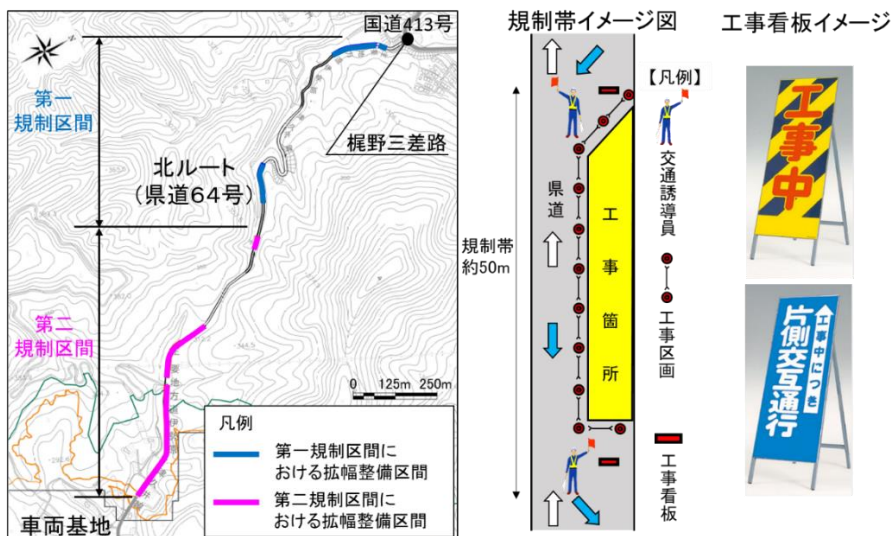 国道413号
第一
規制区間
梶野三差路
北ルート
(県道64号)
第二
規制区間
0 125m 250m
凡例
第一規制区間に
おける拡幅整備区間
第二規制区間に
おける拡幅整備区間
車両基地
規制帯イメージ図
規制帯
約50m
県道
工事箇所
【凡例】
交通誘導員
工事区画
工事看板
工事看板イメージ
工事中
工事中につき
片側交互通行